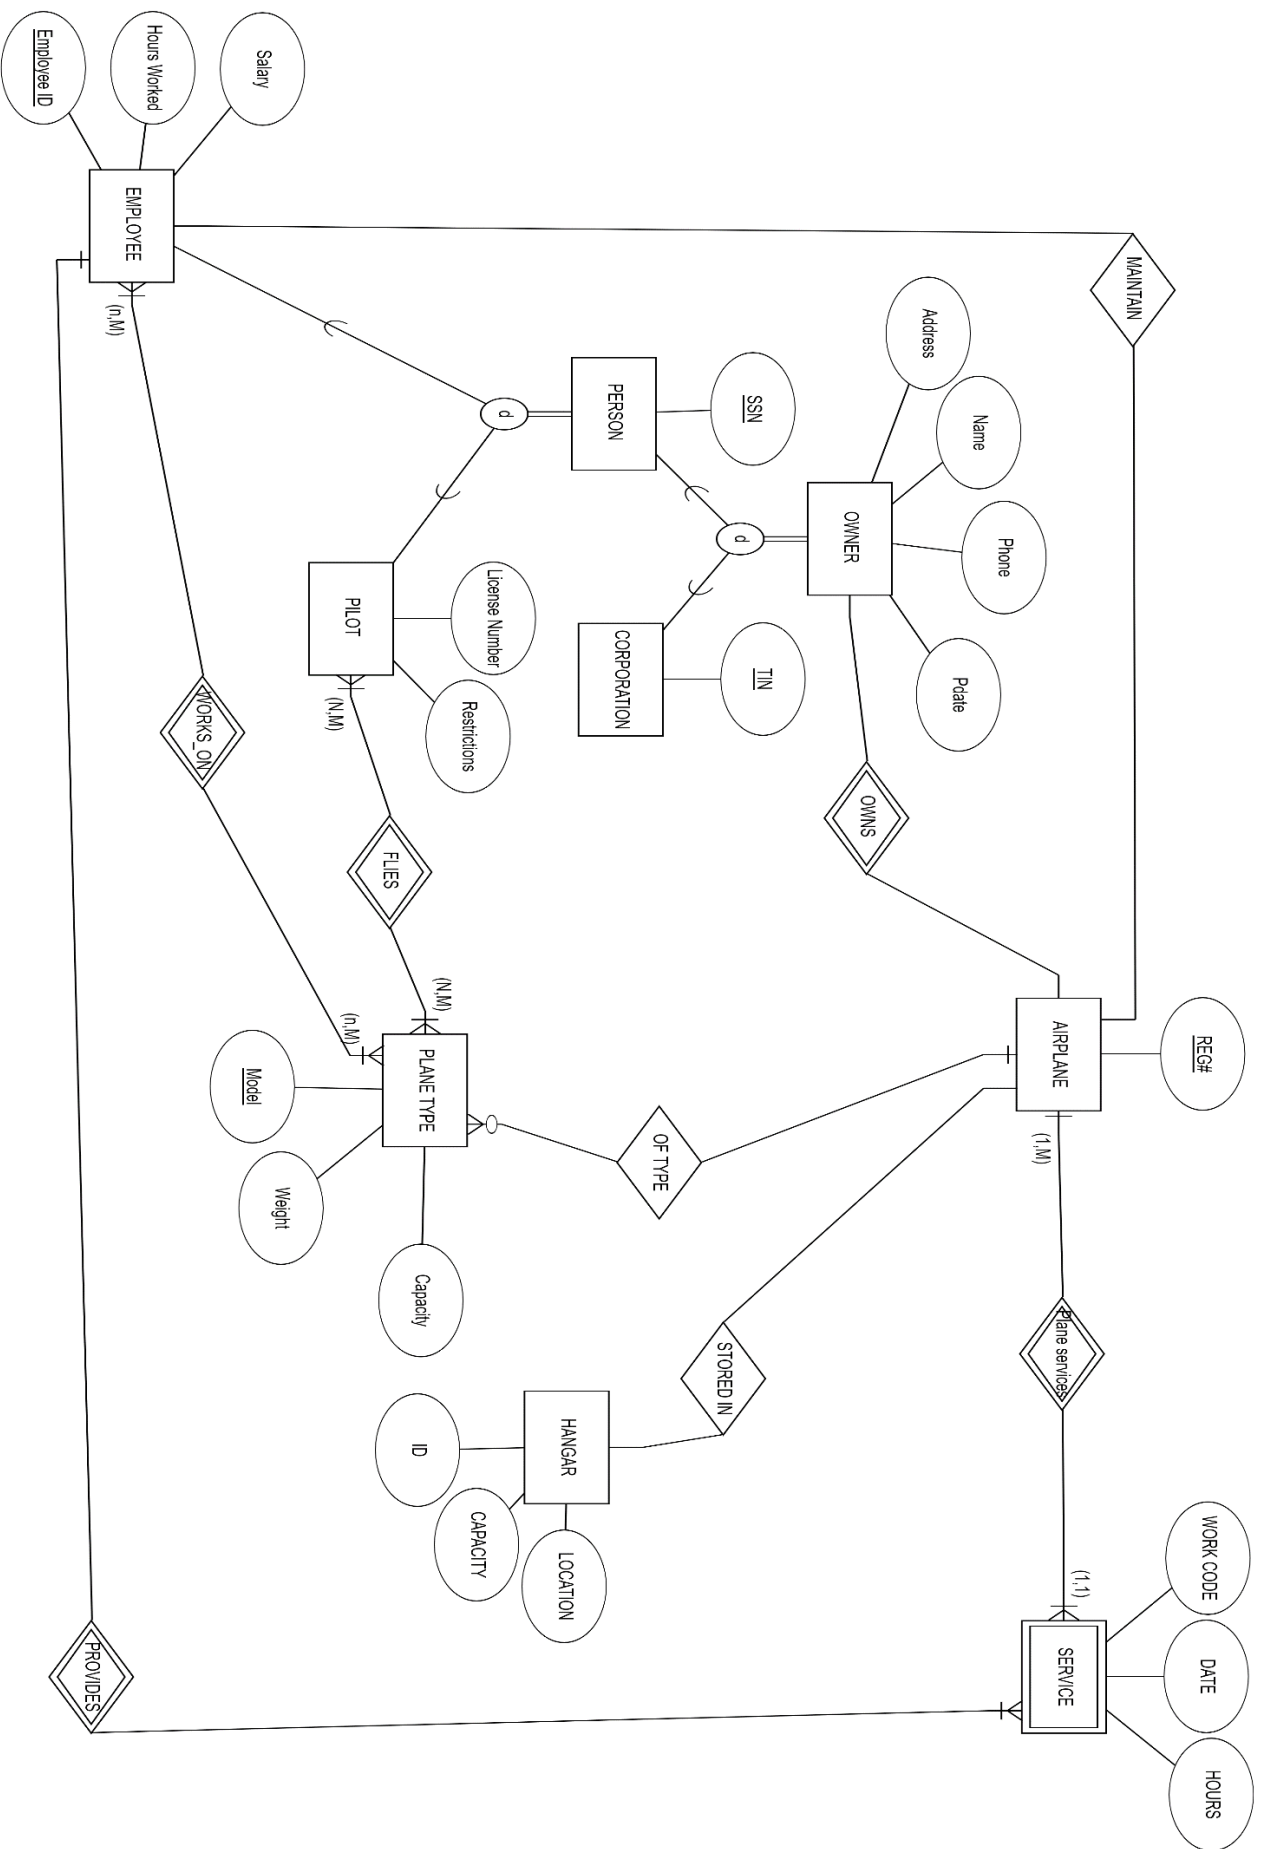 WORK CODE
DATE
HOURS
REG#
MAINTAIN
Address
Name
Phone
Pdate
AIRPLANE
(1,M)
Plane services
(1,1)
SERVICE
SSN
OWNER
OWNS
d
TIN
PERSON
CORPORATION
OF TYPE
STORED IN
HANGAR
LOCATION
CAPACITY
ID
d
License Number
Restrictions
PILOT
(N,M)
FLIES
(N,M)
PLANE TYPE
(n,M)
Capacity
Model
Weight
Salary
Hours Worked
Employee ID
EMPLOYEE
(n,M)
WORKS_ON
PROVIDES